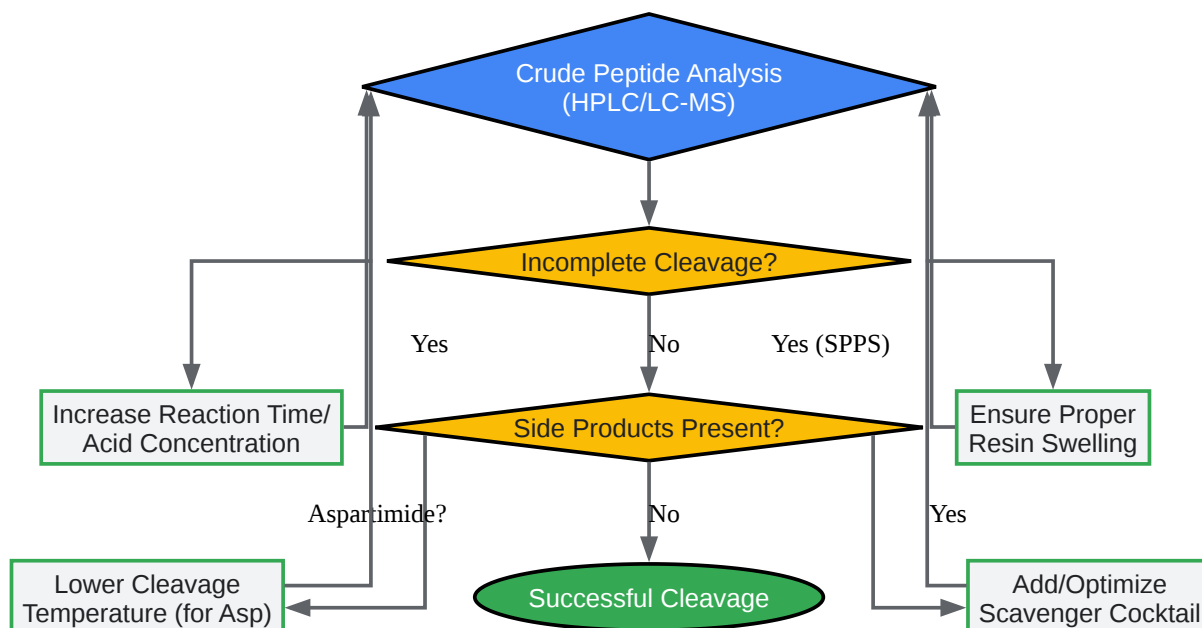 Crude Peptide Analysis
(HPLC/LC-MS)
Incomplete Cleavage?
Yes
No
Yes (SPPS)
Increase Reaction Time/
Acid Concentration
Side Products Present?
Ensure Proper
Resin Swelling
Aspartimide?
No
Yes
Lower Cleavage
Temperature (for Asp)
Successful Cleavage
Add/Optimize
Scavenger Cocktail